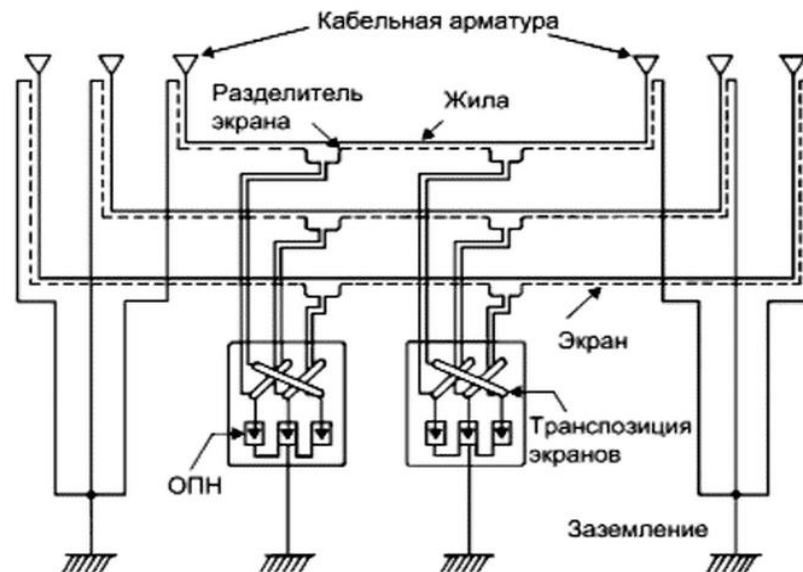 Кабельная арматура
Разделитель
экрана
Жила
Экран
ОПН
Транспозиция
экранов
Заземление